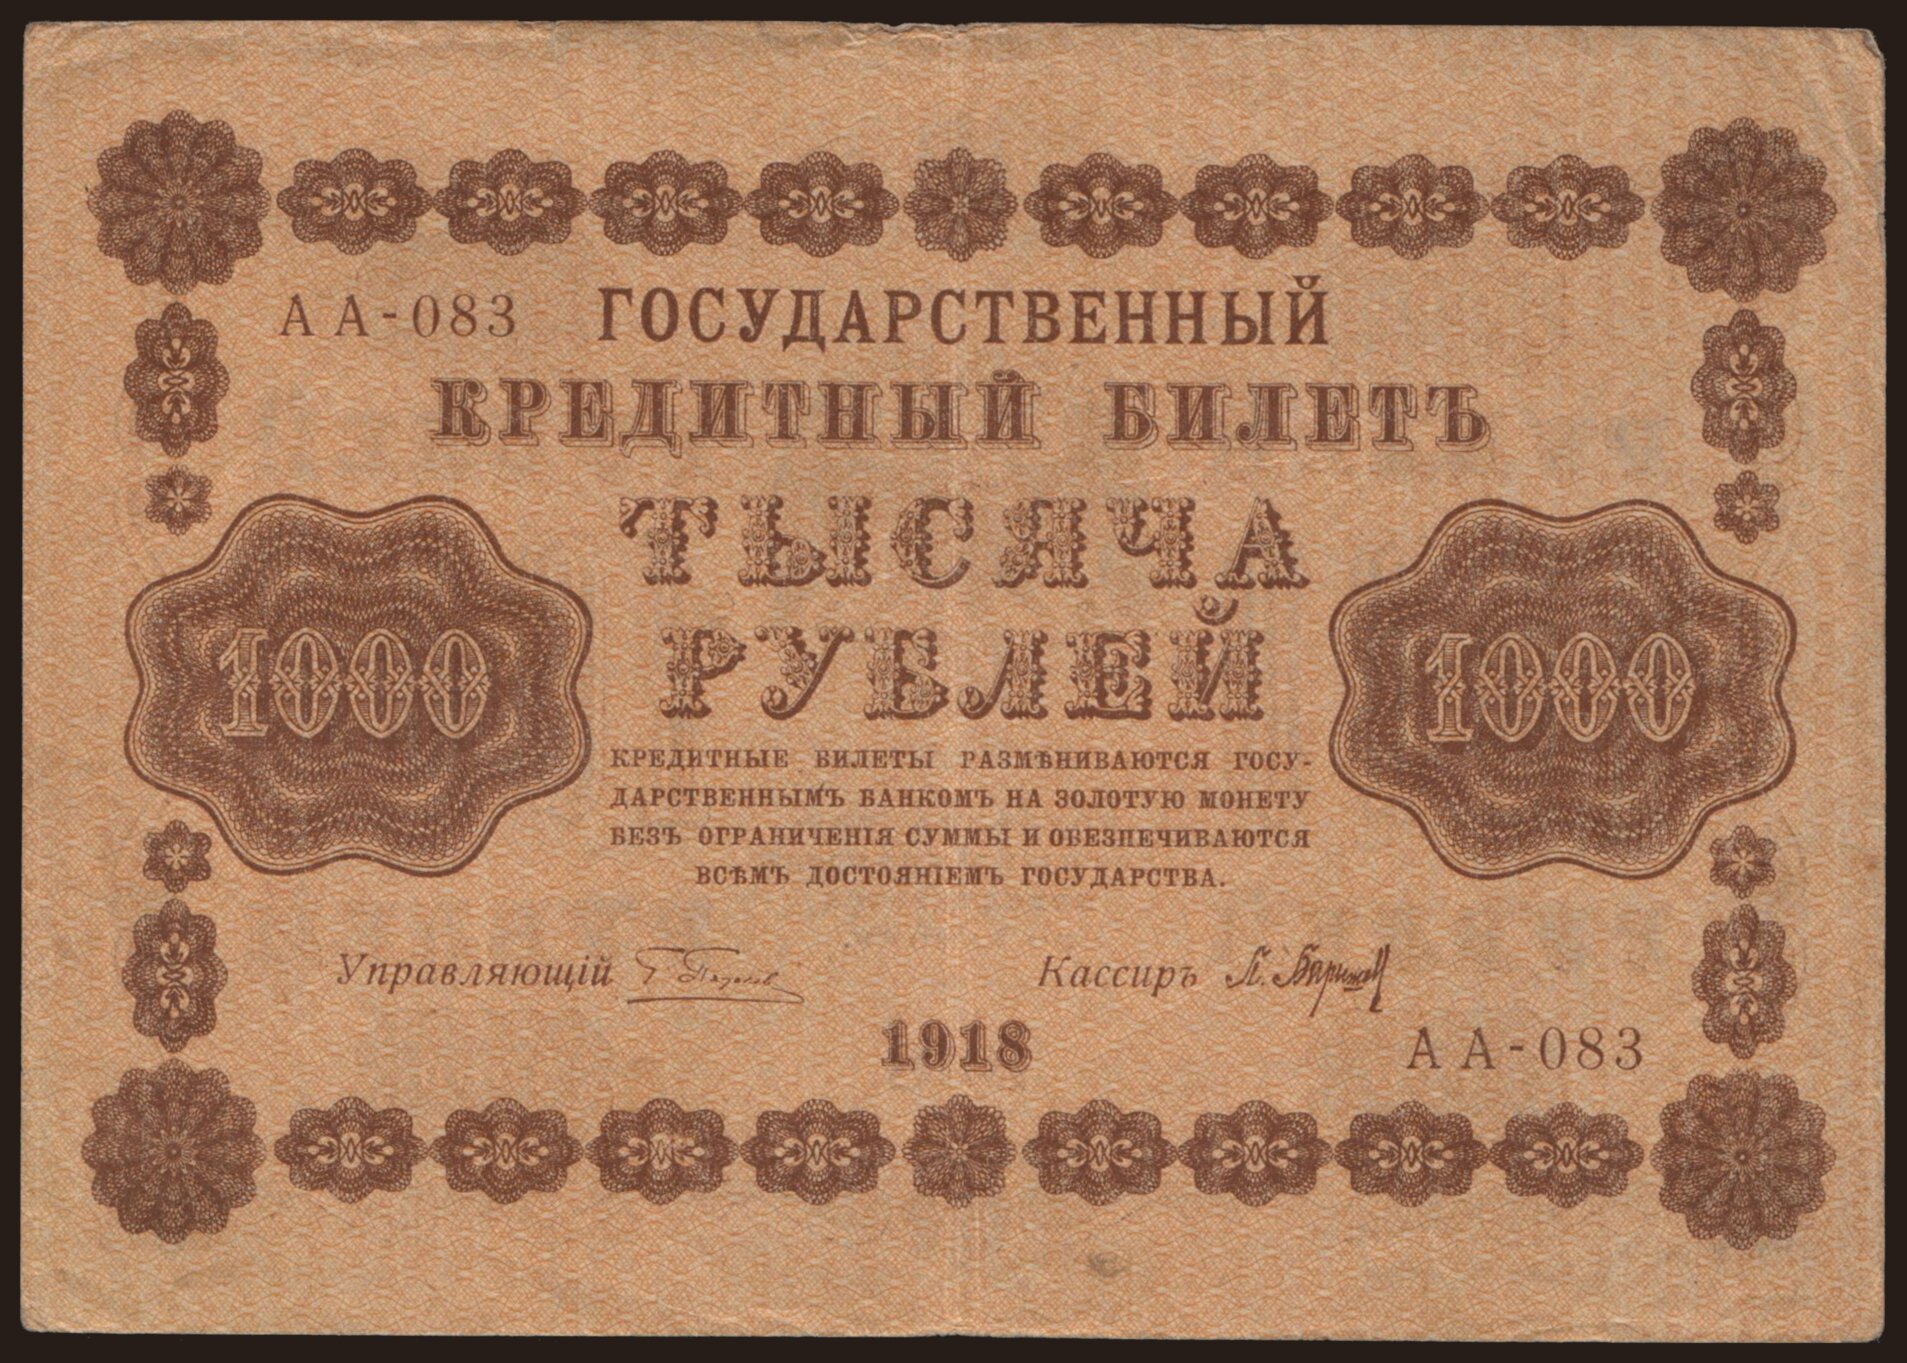 АА-083 ГОСУДАРСТВЕННЫЙ
КРЕДИТНЫЙ БИЛЕТЪ
ТЫСЯЧА
РУБЛЕЙ
1000
1000
КРЕДИТНЫЕ БИЛЕТЫ РАЗМѢНИВАЮТСЯ ГОСУ-
ДАРСТВЕННЫМЪ БАНКОМЪ НА ЗОЛОТУЮ МОНЕТУ
БЕЗЪ ОГРАНИЧЕНІЯ СУММЫ И ОБЕЗПЕЧИВАЮТСЯ
ВСѢМЪ ДОСТОЯНІЕМЪ ГОСУДАРСТВА.
Управляющій
Кассиръ
1918
АА-083